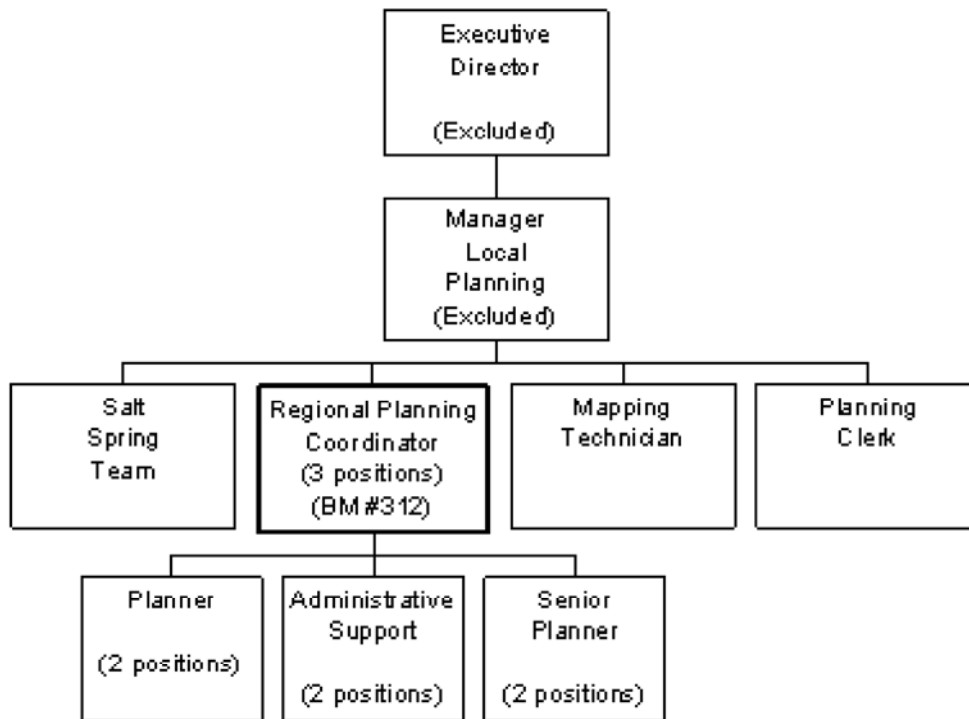 Executive
Director
(Excluded)
Manager
Local
Planning
(Excluded)
Salt
Spring
Team
Regional Planning
Coordinator
(3 positions)
(BM #312)
Mapping
Technician
Planning
Clerk
Planner
(2 positions)
Administrative
Support
(2 positions)
Senior
Planner
(2 positions)